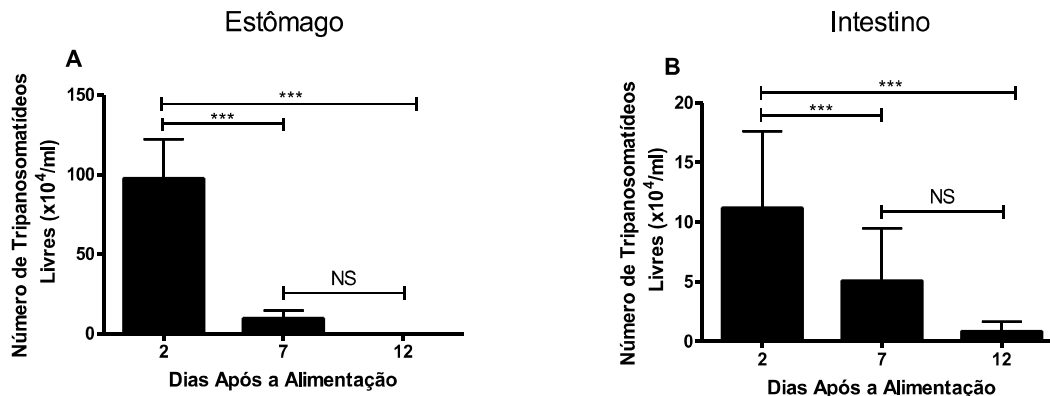 Estômago
A
Número de Tripanosomatídeos
Livres (x10⁴/ml)
150
100
50
0
***
***
NS
2 7 12
Dias Após a Alimentação
Intestino
B
Número de Tripanosomatídeos
Livres (x10⁴/ml)
20
15
10
5
0
***
***
NS
2 7 12
Dias Após a Alimentação